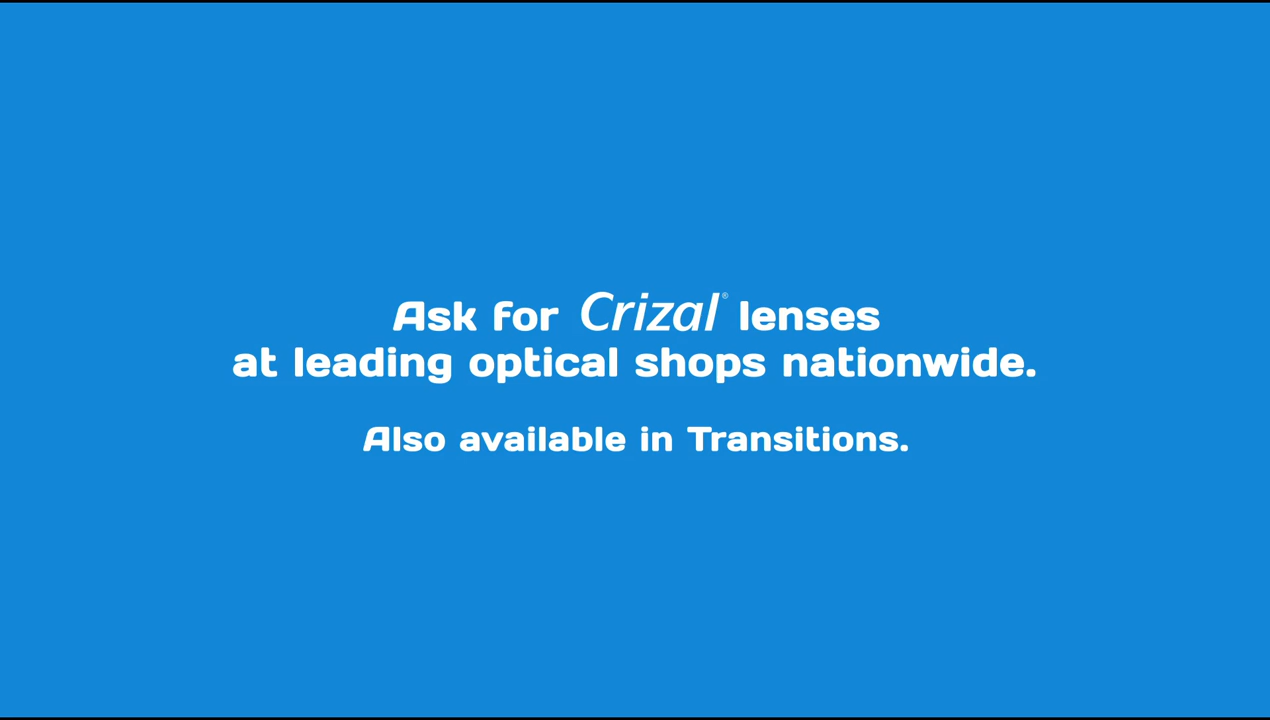 Ask for Crizal® lenses
at leading optical shops nationwide.
Also available in Transitions.